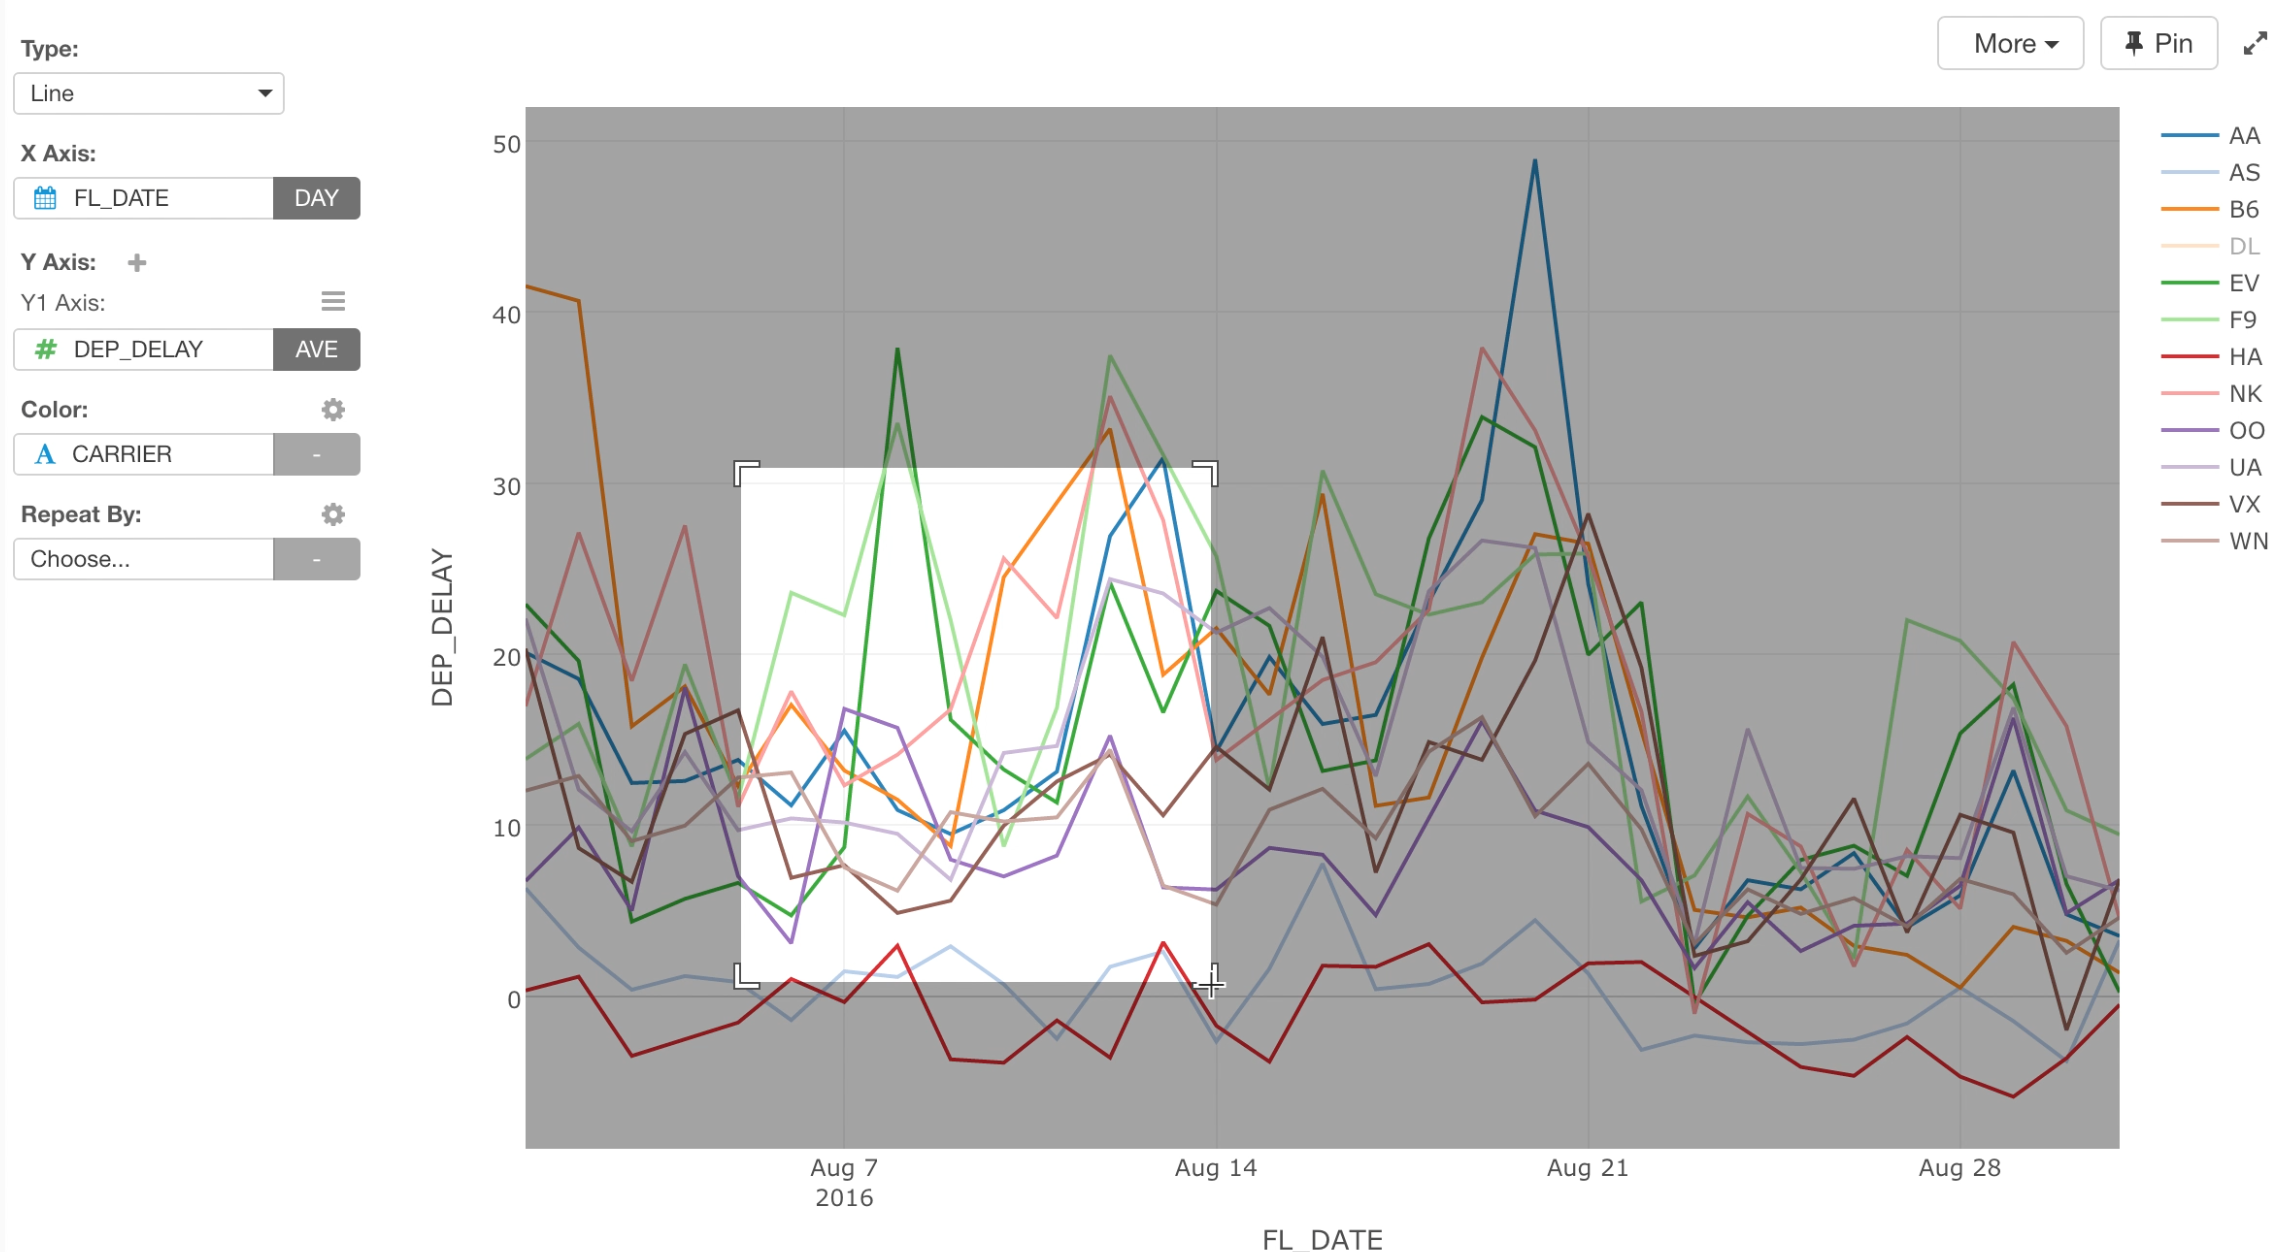 Type:
Line
X Axis:
FL_DATE DAY
Y Axis:
Y1 Axis:
DEP_DELAY AVE
Color:
CARRIER -
Repeat By:
Choose... -
More
Pin
50
40
30
20
10
0
DEP_DELAY
Aug 7
2016
Aug 14
Aug 21
Aug 28
FL_DATE
AA
AS
B6
DL
EV
F9
HA
NK
OO
UA
VX
WN